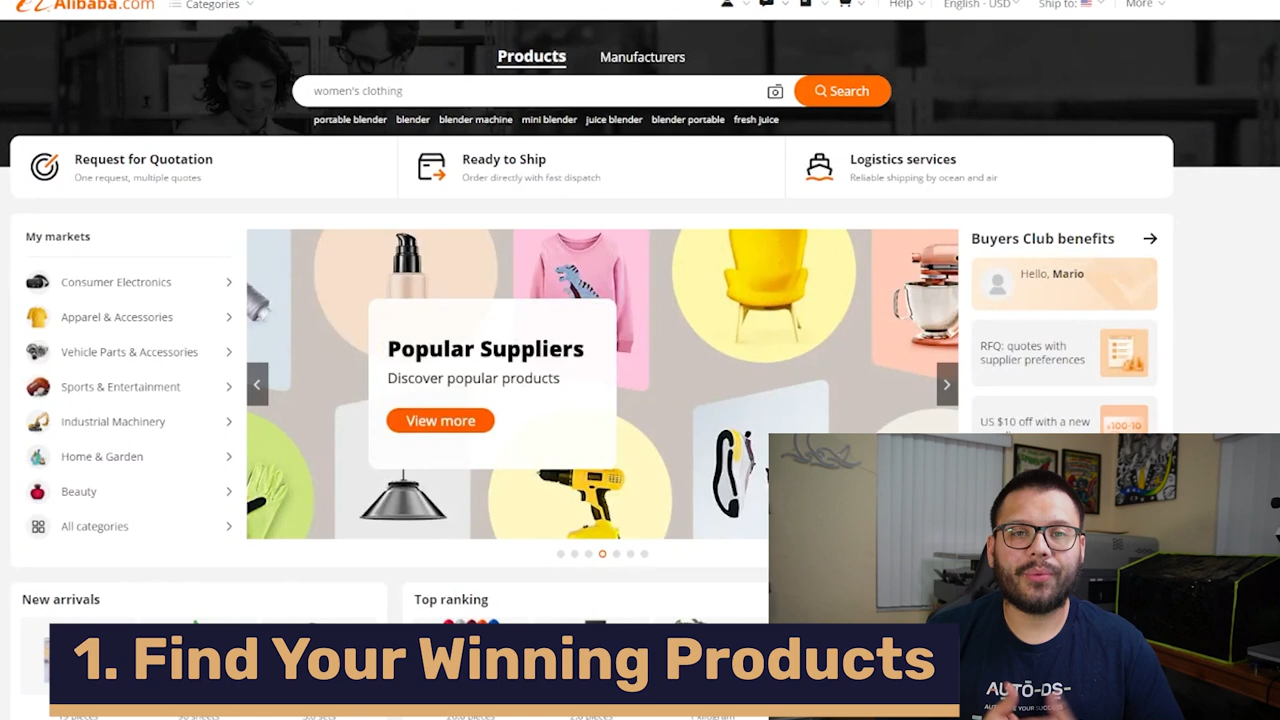 Alibaba.com
Categories
Help
English - USD
Ship to:
More
Products
Manufacturers
women's clothing
Search
portable blender
blender
blender machine
mini blender
juice blender
blender portable
fresh juice
Request for Quotation
One request, multiple quotes
Ready to Ship
Order directly with fast dispatch
Logistics services
Reliable shipping by ocean and air
My markets
Consumer Electronics
Apparel & Accessories
Vehicle Parts & Accessories
Sports & Entertainment
Industrial Machinery
Home & Garden
Beauty
All categories
Popular Suppliers
Discover popular products
View more
Buyers Club benefits
Hello, Mario
RFQ: quotes with
supplier preferences
US $10 off with a new
New arrivals
Top ranking
1. Find Your Winning Products
AUTO-DS-